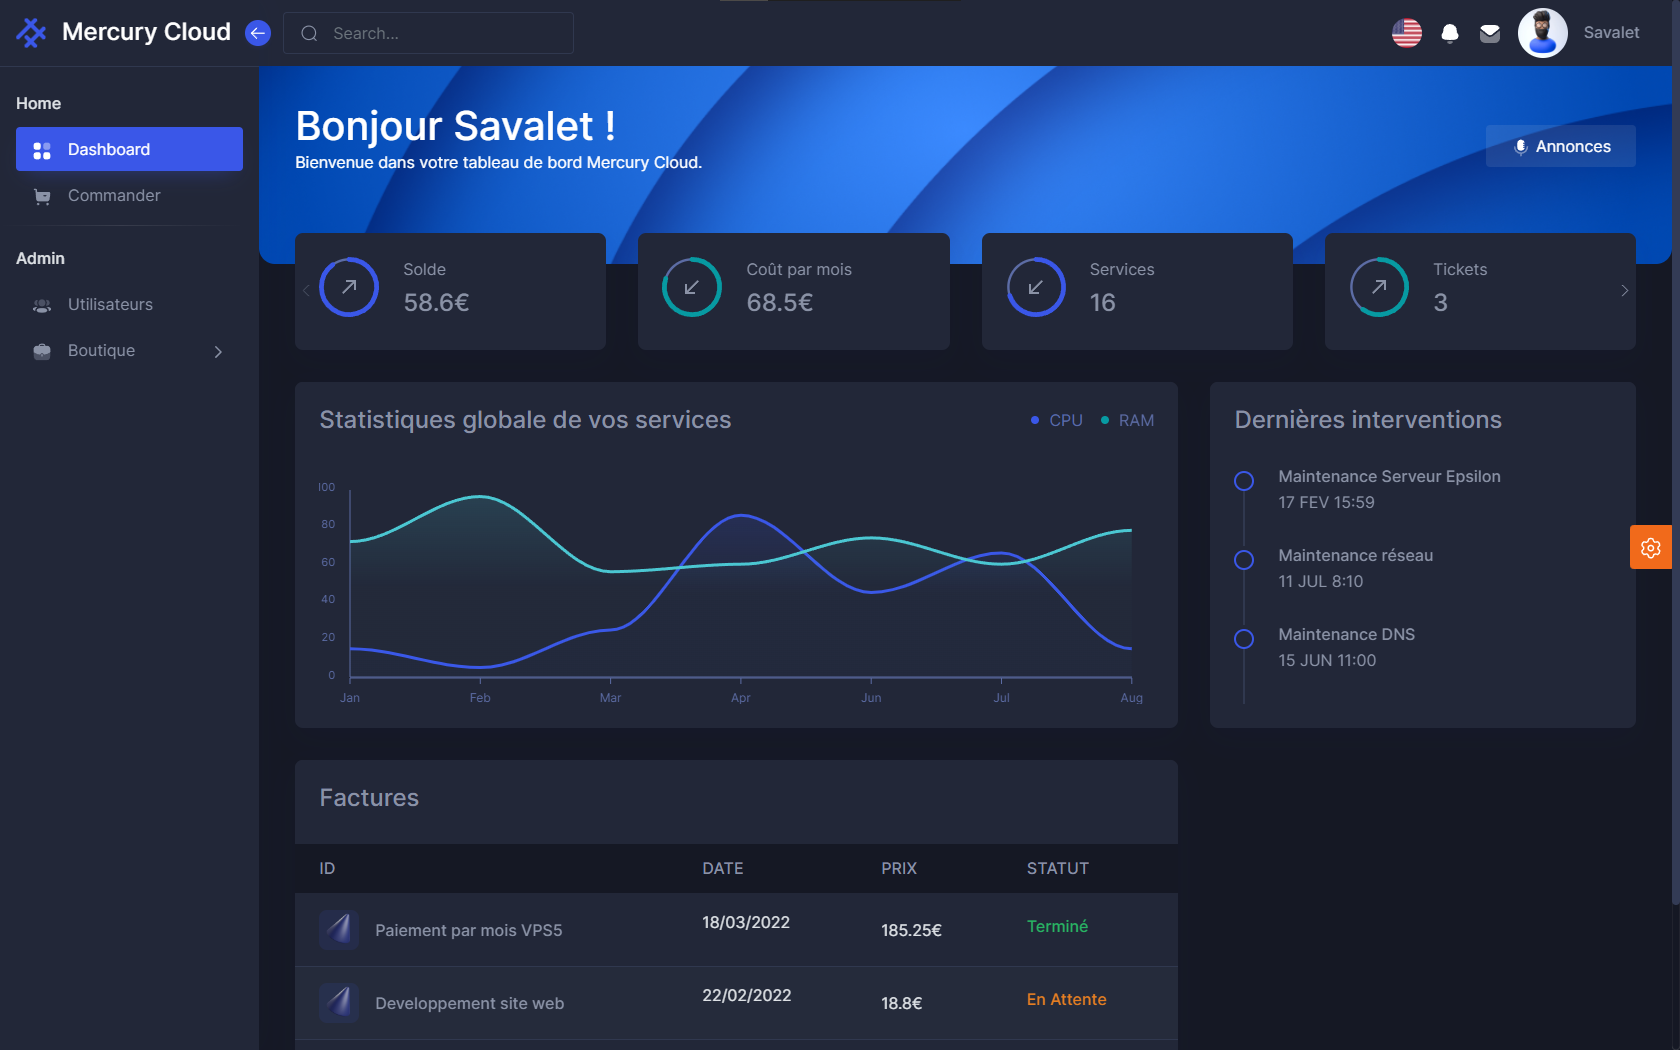 Mercury Cloud
Search...
Savalet
Home
Dashboard
Commander
Admin
Utilisateurs
Boutique
Bonjour Savalet !
Bienvenue dans votre tableau de bord Mercury Cloud.
Annonces
Solde
58.6€
Coût par mois
68.5€
Services
16
Tickets
3
Statistiques globale de vos services
CPU RAM
100
80
60
40
20
0
Jan Feb Mar Apr Jun Jul Aug
Dernières interventions
Maintenance Serveur Epsilon
17 FEV 15:59
Maintenance réseau
11 JUL 8:10
Maintenance DNS
15 JUN 11:00
Factures
ID DATE PRIX STATUT
Paiement par mois VPS5 18/03/2022 185.25€ Terminé
Developpement site web 22/02/2022 18.8€ En Attente